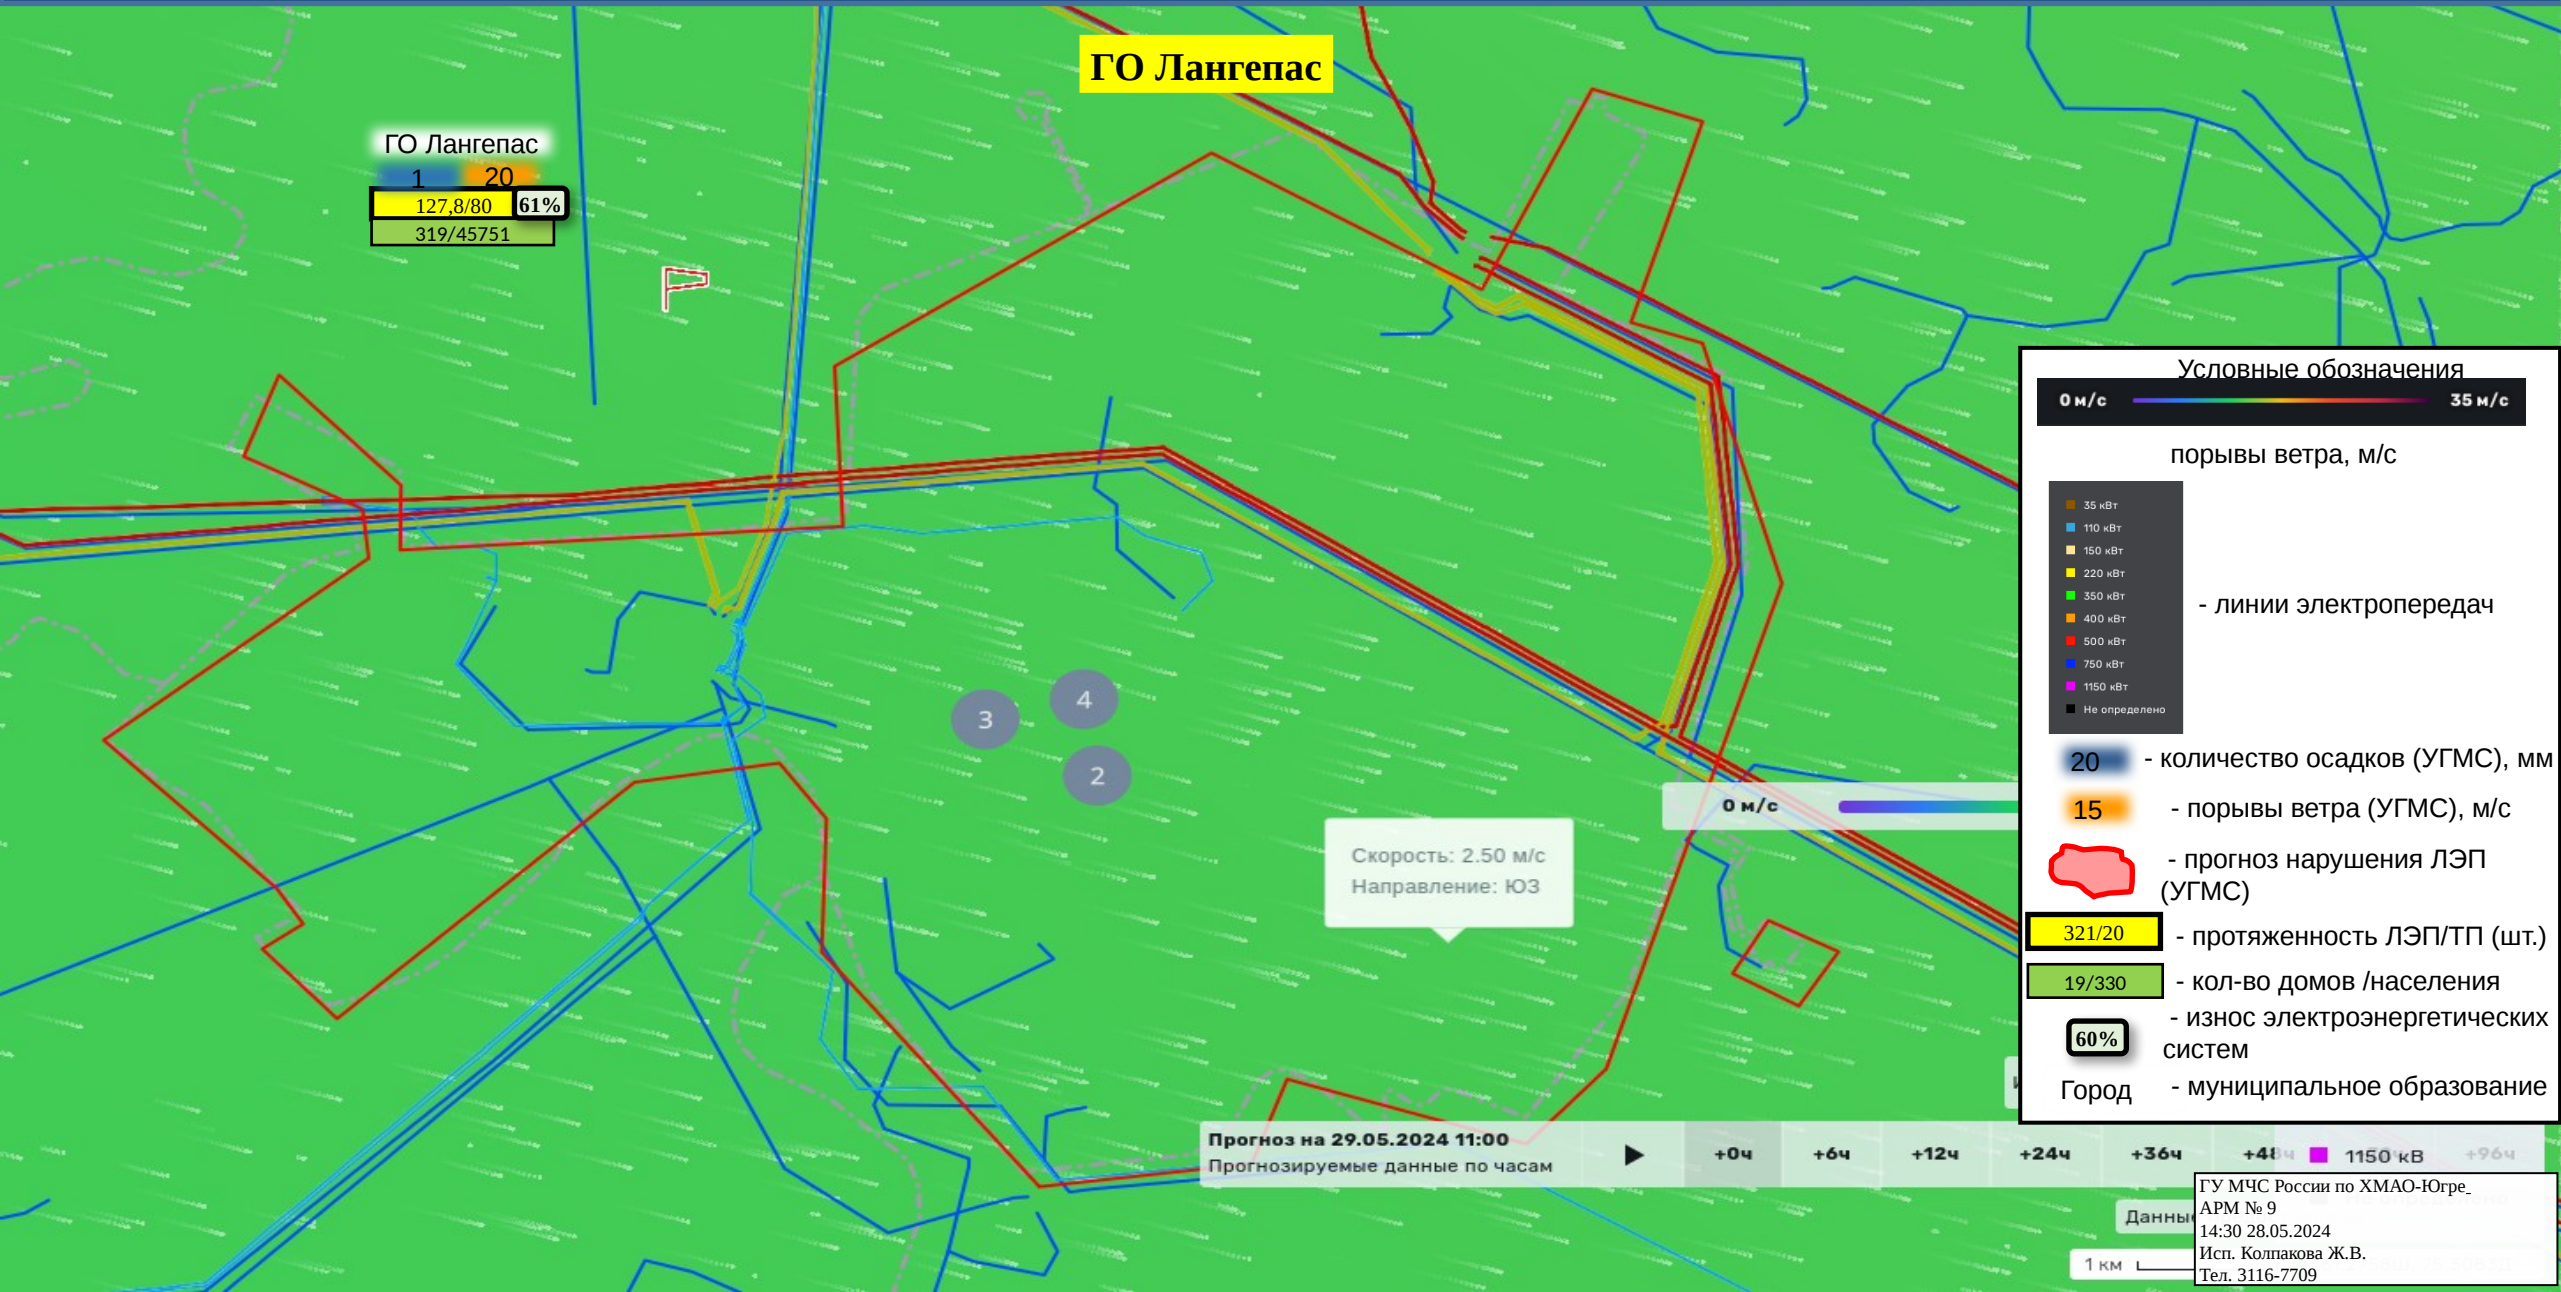 ГО Лангепас
ГО Лангепас
1
20
127,8/80
61%
319/45751
3
4
2
Скорость: 2.50 м/с
Направление: ЮЗ
0 м/с
Условные обозначения
0 м/с
35 м/с
порывы ветра, м/с
35 кВт
110 кВт
150 кВт
220 кВт
350 кВт
400 кВт
500 кВт
750 кВт
1150 кВт
Не определено
- линии электропередач
20 - количество осадков (УГМС), мм
15 - порывы ветра (УГМС), м/с
- прогноз нарушения ЛЭП
(УГМС)
321/20 - протяженность ЛЭП/ТП (шт.)
19/330 - кол-во домов /населения
60% - износ электроэнергетических
систем
Город - муниципальное образование
Прогноз на 29.05.2024 11:00
Прогнозируемые данные по часам
+0ч +6ч +12ч +24ч +36ч +48ч 1150 кВ +96ч
Данны
1 км
ГУ МЧС России по ХМАО-Югре
АРМ № 9
14:30 28.05.2024
Исп. Колпакова Ж.В.
Тел. 3116-7709